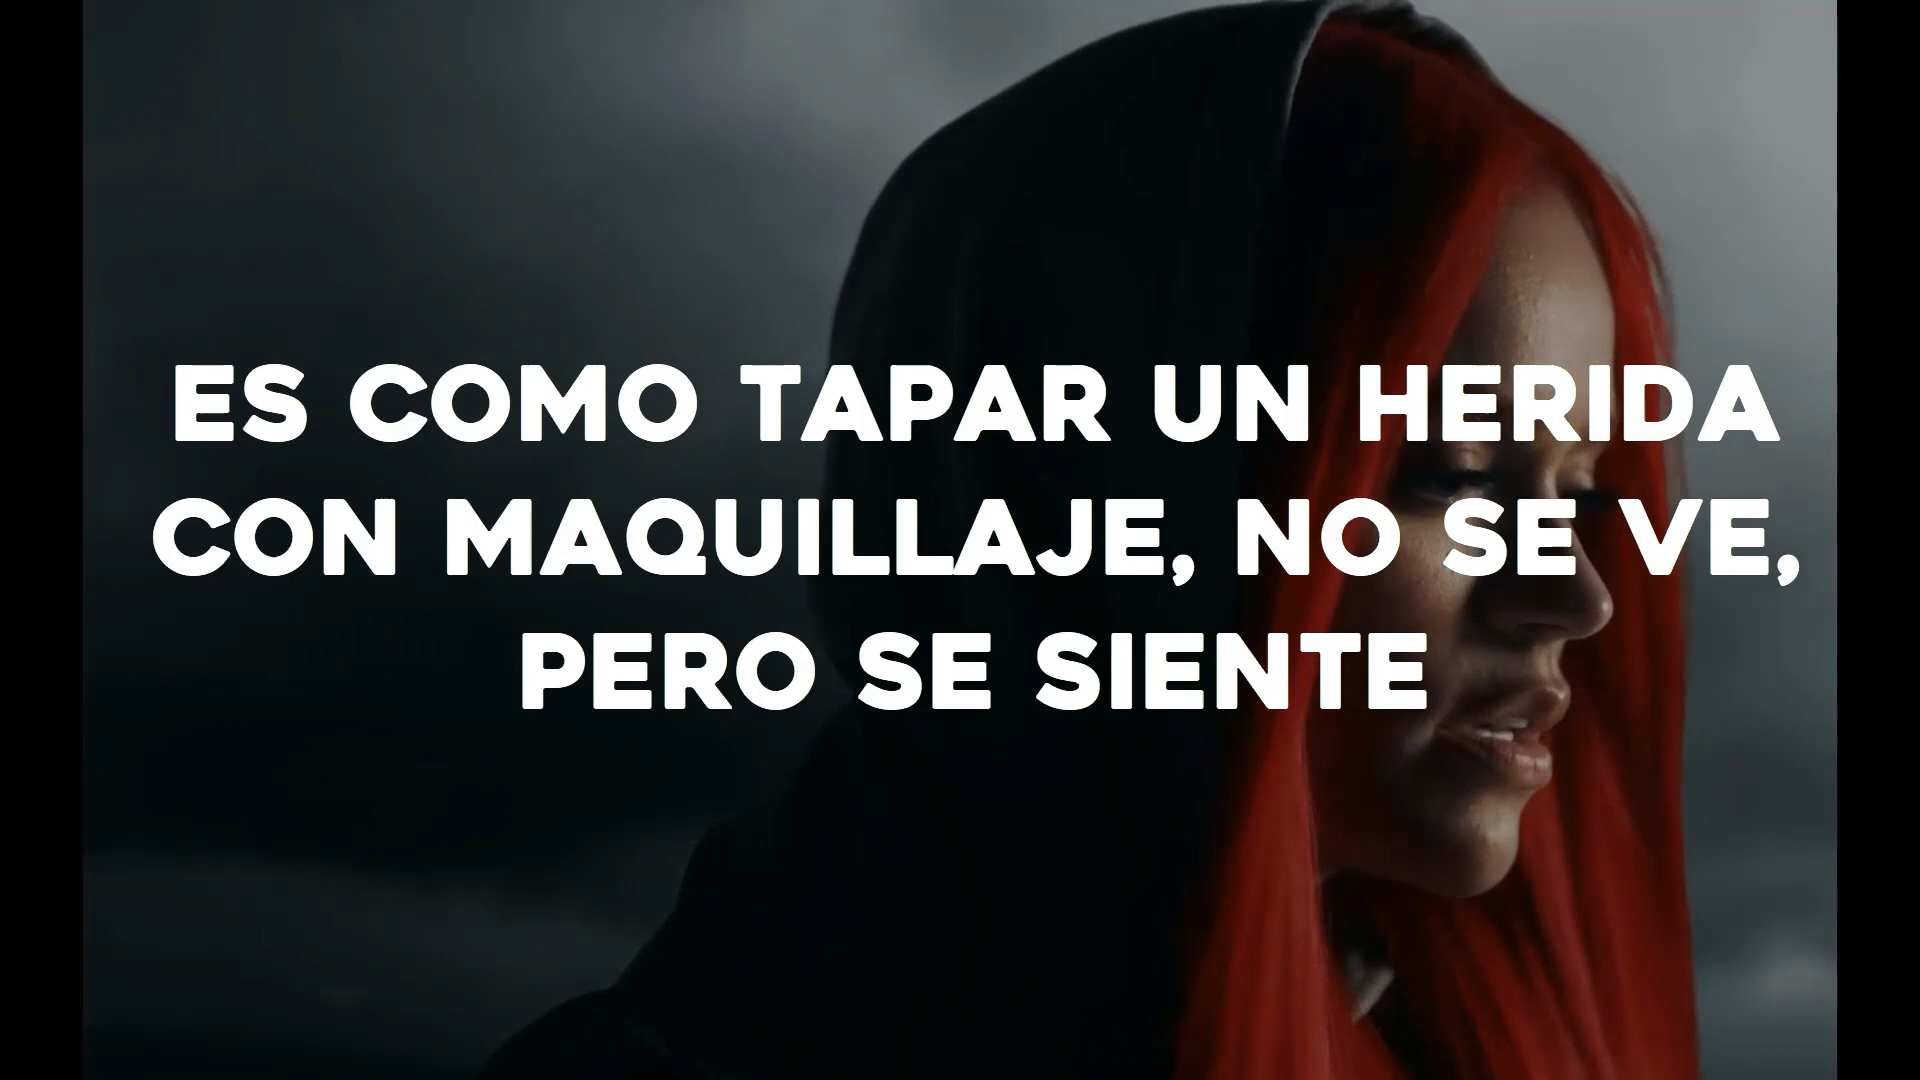 ES COMO TAPAR UN HERIDA
CON MAQUILLAJE, NO SE VE,
PERO SE SIENTE